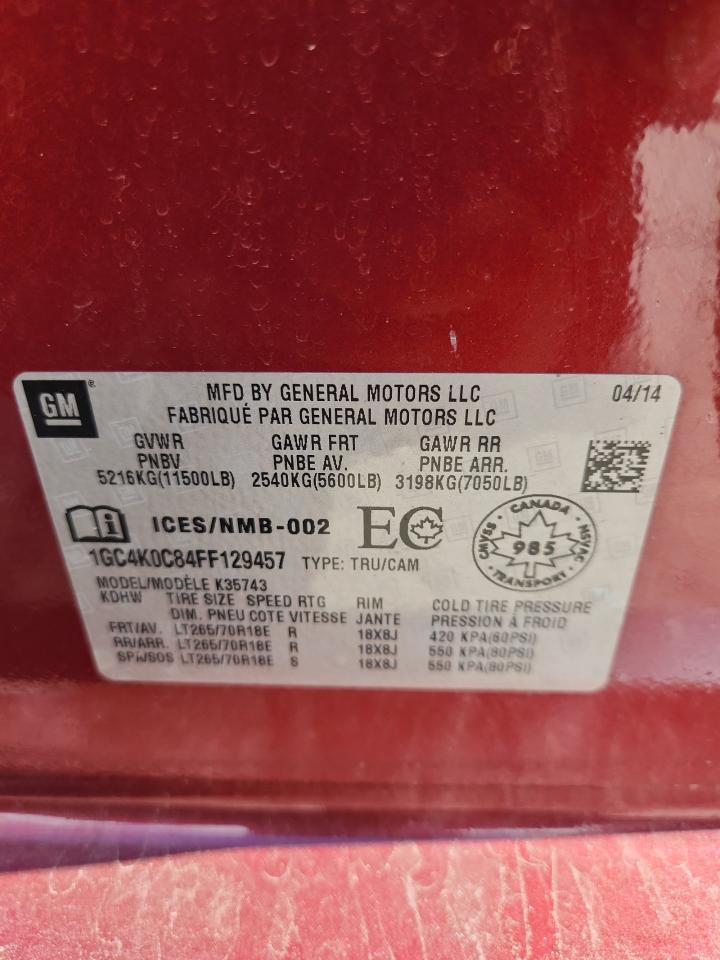 GM
MFD BY GENERAL MOTORS LLC 04/14
FABRIQUÉ PAR GENERAL MOTORS LLC
GVWR GAWR FRT GAWR RR
PNBV PNBE AV. PNBE ARR.
5216KG(11500LB) 2540KG(5600LB) 3198KG(7050LB)
ICES/NMB-002 EC
CANADA
CMVSS 985 NSVAC
TRANSPORT
1GC4K0C84FF129457 TYPE: TRU/CAM
MODEL/MODÈLE K35743
KDHW TIRE SIZE SPEED RTG RIM COLD TIRE PRESSURE
DIM. PNEU COTE VITESSE JANTE PRESSION À FROID
FRT/AV. LT265/70R18E R 18X8J 420 KPA(60PSI)
RR/ARR. LT265/70R18E R 18X8J 550 KPA(80PSI)
SPA/SOS LT265/70R18E S 18X8J 550 KPA(80PSI)